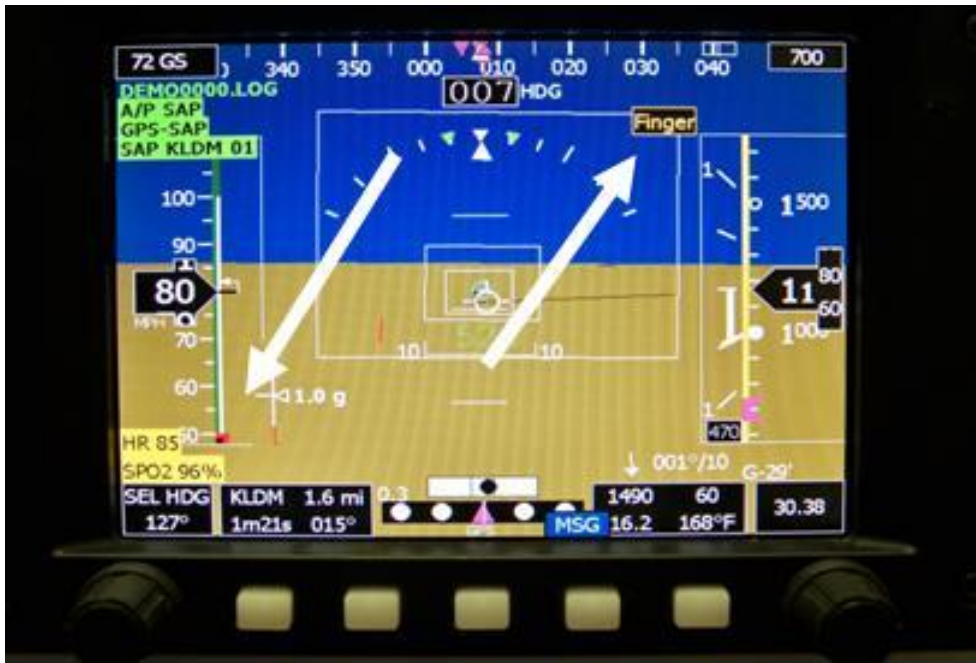 72 GS
340 350 000 010 020 030 040
700
DEMO0000.LOG
007 HDG
A/P SAP
GPS-SAP
SAP KLDM 01
Finger
1
100
1500
90
80
MPH
11
80
60
1000
70
10 10
60
1.0 g
1
470
HR 85
SPO2 96%
001°/10
G-29'
SEL HDG
127°
KLDM 1.6 mi
1m21s 015°
0.3
MSG
1490 60
16.2 168°F
30.38